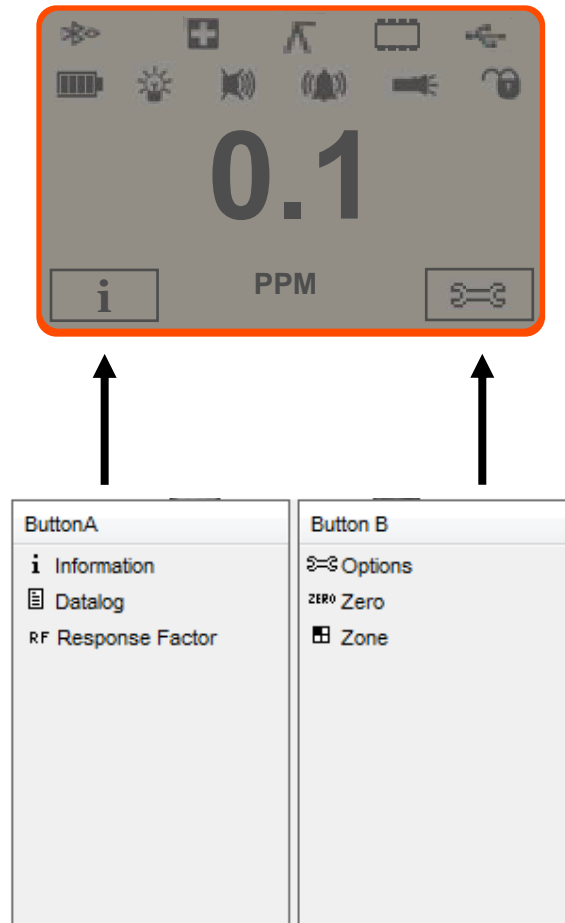 0.1
i
PPM
ButtonA
i Information
Datalog
RF Response Factor
Button B
Options
ZERO Zero
Zone